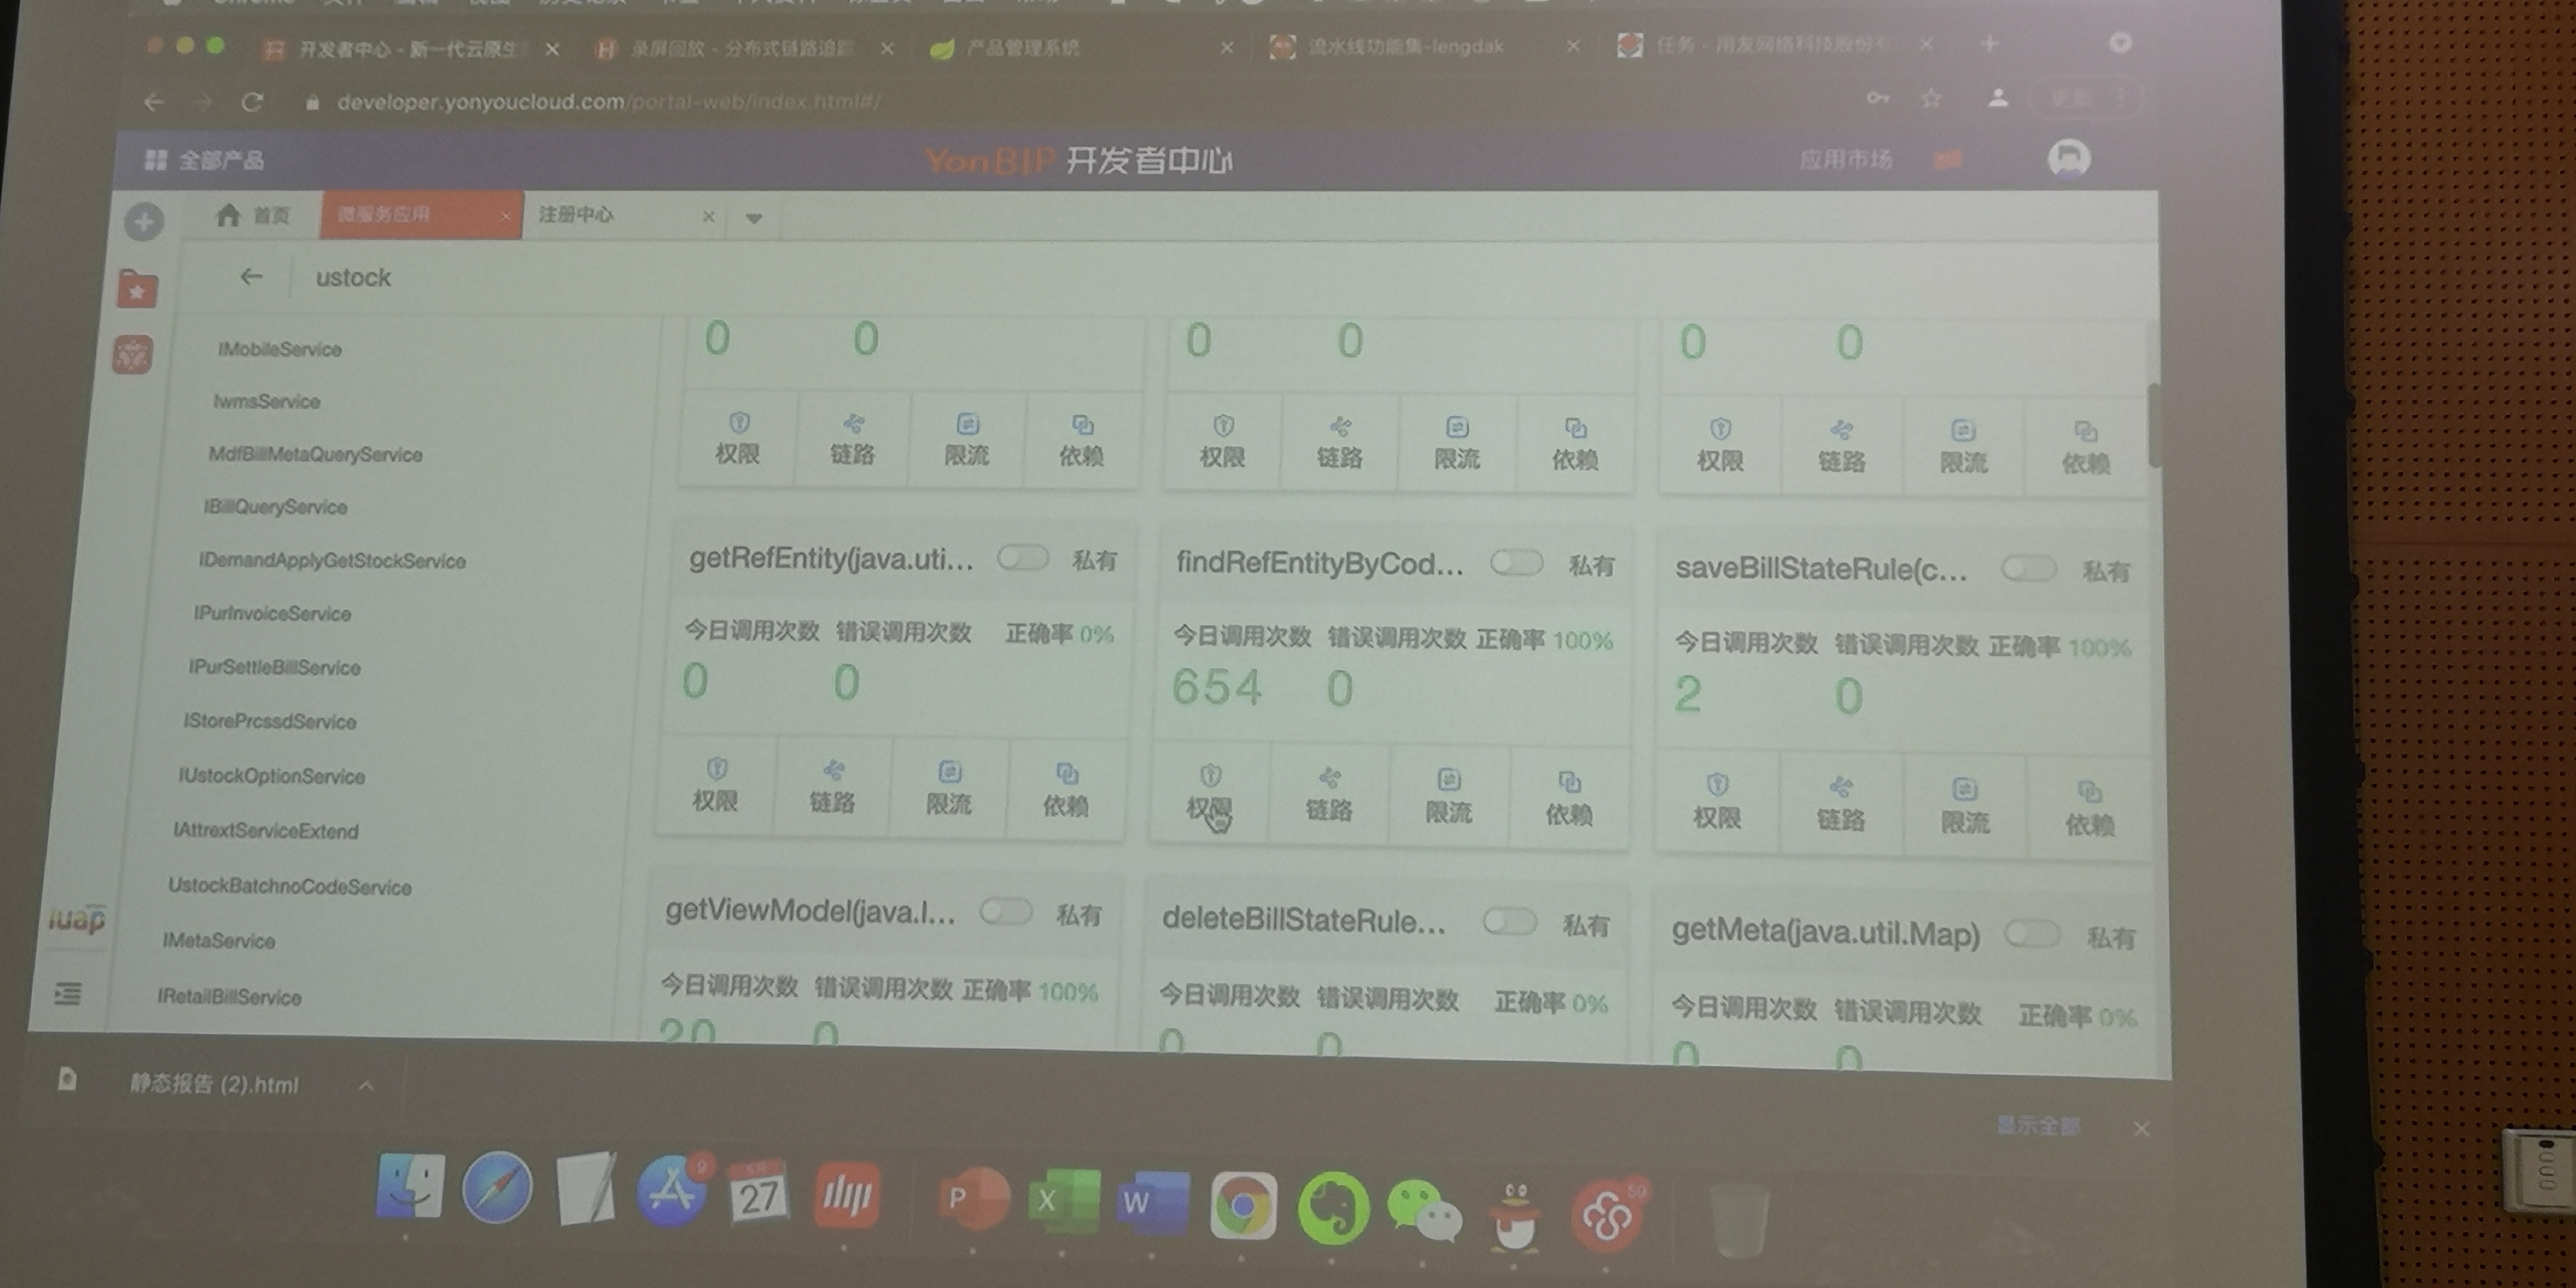 开发者中心 - 新一代云原生
录屏回放 - 分布式链路追踪
产品管理系统
流水线功能集-lengdak
任务 - 用友网络科技股份有
developer.yonyoucloud.com/portal-web/index.html#/
更新
全部产品
YonBIP 开发者中心
应用市场
首页
微服务应用
注册中心
ustock
IMobileService
IwmsService
MdfBillMetaQueryService
IBillQueryService
IDemandApplyGetStockService
IPurInvoiceService
IPurSettleBillService
IStorePrcssdService
IUstockOptionService
IAttrextServiceExtend
UstockBatchnoCodeService
IMetaService
IRetailBillService
iuap
0 0 0 0 0 0
权限 链路 限流 依赖 权限 链路 限流 依赖 权限 链路 限流 依赖
getRefEntity(java.uti... 私有 findRefEntityByCod... 私有 saveBillStateRule(c... 私有
今日调用次数 错误调用次数 正确率 0% 今日调用次数 错误调用次数 正确率 100% 今日调用次数 错误调用次数 正确率 100%
0 0 654 0 2 0
权限 链路 限流 依赖 权限 链路 限流 依赖 权限 链路 限流 依赖
getViewModel(java.l... 私有 deleteBillStateRule... 私有 getMeta(java.util.Map) 私有
今日调用次数 错误调用次数 正确率 100% 今日调用次数 错误调用次数 正确率 0% 今日调用次数 错误调用次数 正确率 0%
20 0 0 0 0 0
静态报告 (2).html
显示全部
9
27
P X W
59